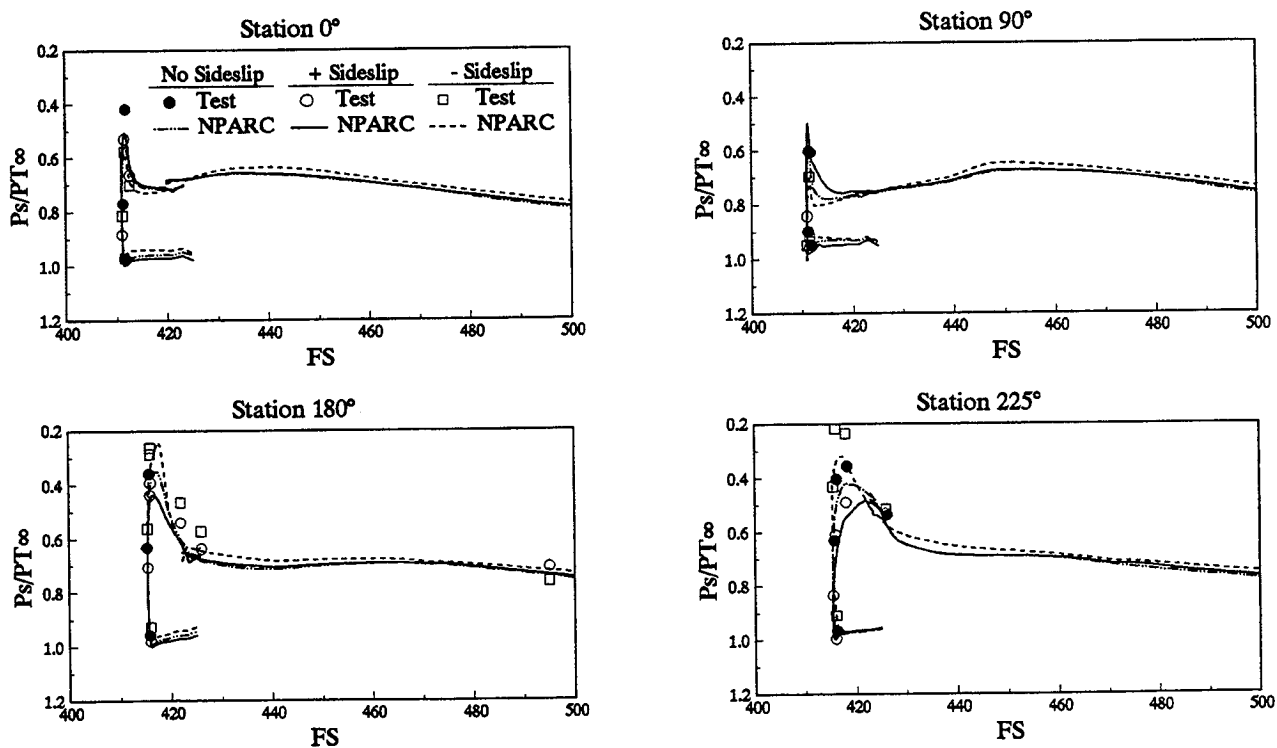 Station 0°
0.2
0.4
0.6
0.8
1.0
1.2
Ps/PT∞
No Sideslip + Sideslip - Sideslip
Test Test Test
NPARC NPARC NPARC
400 420 440 460 480 500
FS
Station 90°
0.2
0.4
0.6
0.8
1.0
1.2
Ps/PT∞
400 420 440 460 480 500
FS
Station 180°
0.2
0.4
0.6
0.8
1.0
1.2
Ps/PT∞
400 420 440 460 480 500
FS
Station 225°
0.2
0.4
0.6
0.8
1.0
1.2
Ps/PT∞
400 420 440 460 480 500
FS